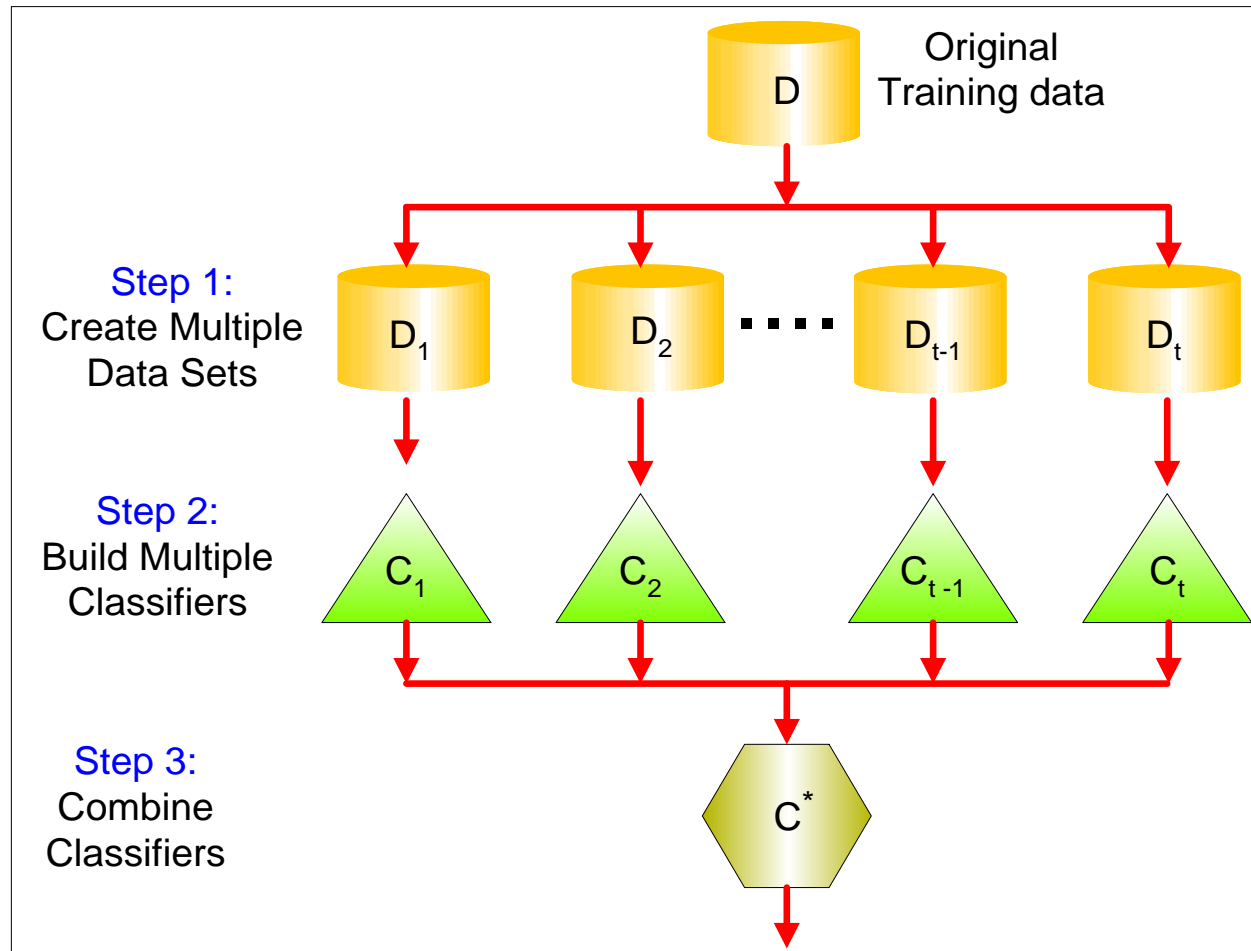 Original
Training data
D
Step 1:
Create Multiple
Data Sets
D1
D2
Dt-1
Dt
Step 2:
Build Multiple
Classifiers
C1
C2
Ct -1
Ct
Step 3:
Combine
Classifiers
C*